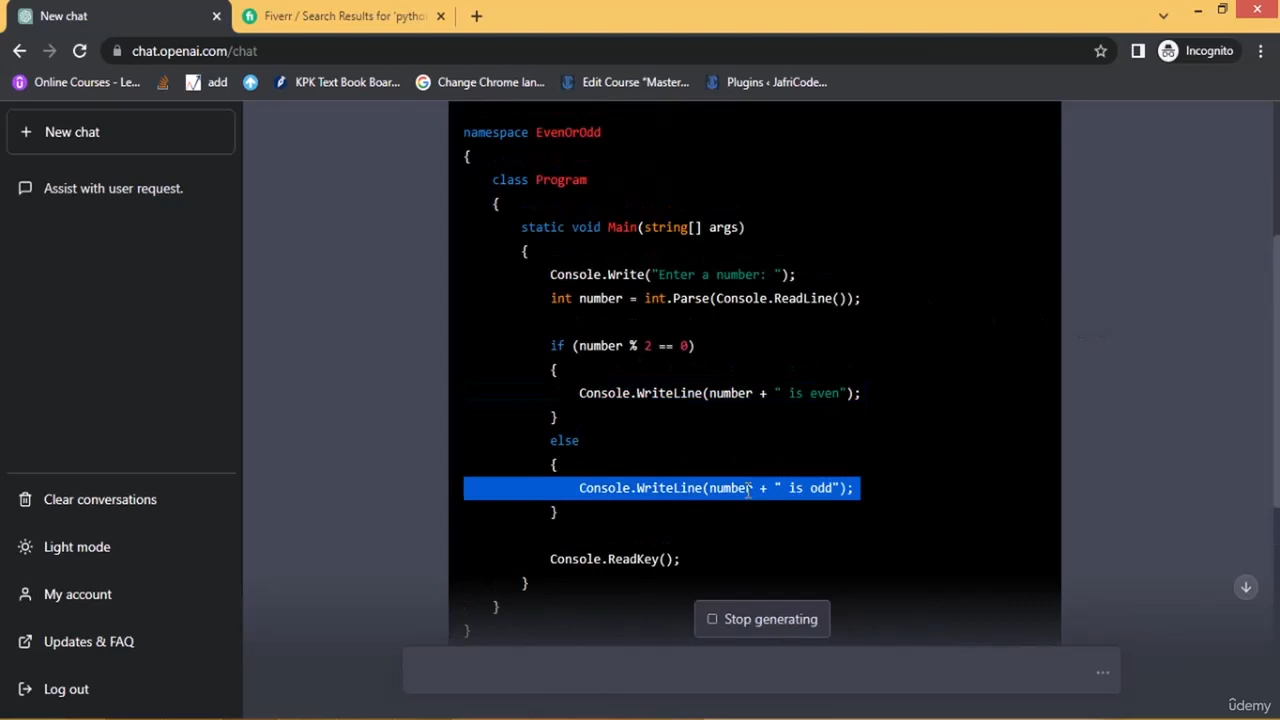 New chat
Fiverr / Search Results for 'pytho
chat.openai.com/chat
Incognito
Online Courses - Le...
add
KPK Text Book Boar...
Change Chrome lan...
Edit Course "Master...
Plugins ‹ JafriCode...
+ New chat
Assist with user request.
Clear conversations
Light mode
My account
Updates & FAQ
Log out
namespace EvenOrOdd
{
class Program
{
static void Main(string[] args)
{
Console.Write("Enter a number: ");
int number = int.Parse(Console.ReadLine());
if (number % 2 == 0)
{
Console.WriteLine(number + " is even");
}
else
{
Console.WriteLine(number + " is odd");
}
Console.ReadKey();
}
}
}
Stop generating
...
ûdemy